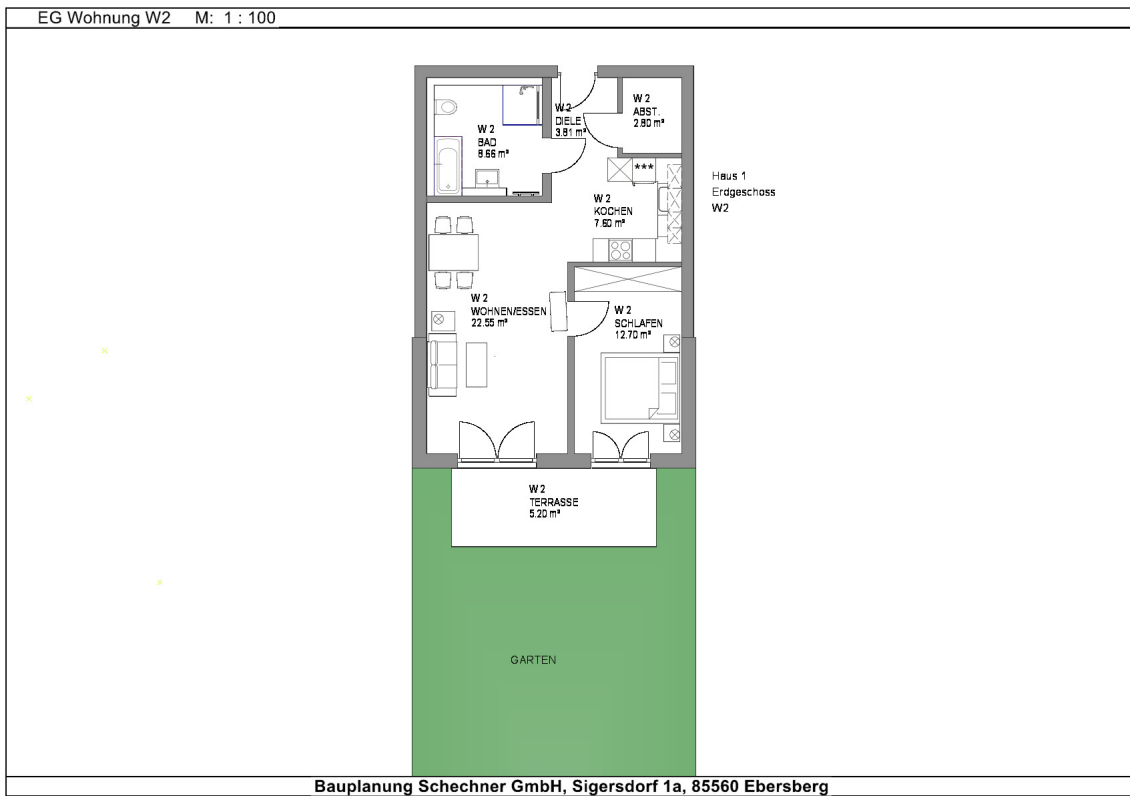 EG Wohnung W2 M: 1 : 100
W 2
BAD
8.66 m²
W 2
DIELE
3.81 m²
W 2
ABST.
2.80 m²
Haus 1
Erdgeschoss
W2
***
W 2
KOCHEN
7.60 m²
W 2
WOHNEN/ESSEN
22.55 m²
W 2
SCHLAFEN
12.70 m²
W 2
TERRASSE
5.20 m²
GARTEN
Bauplanung Schechner GmbH, Sigersdorf 1a, 85560 Ebersberg